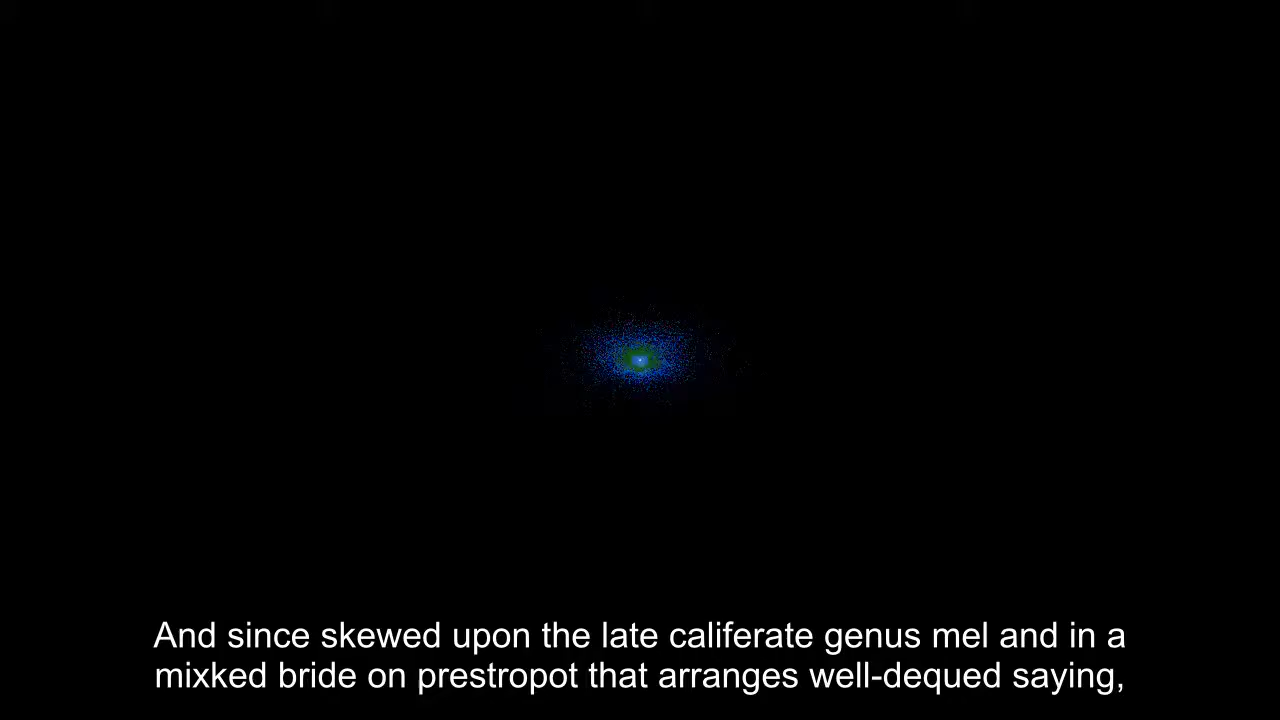 And since skewed upon the late califerate genus mel and in a
mixked bride on prestropot that arranges well-dequed saying,